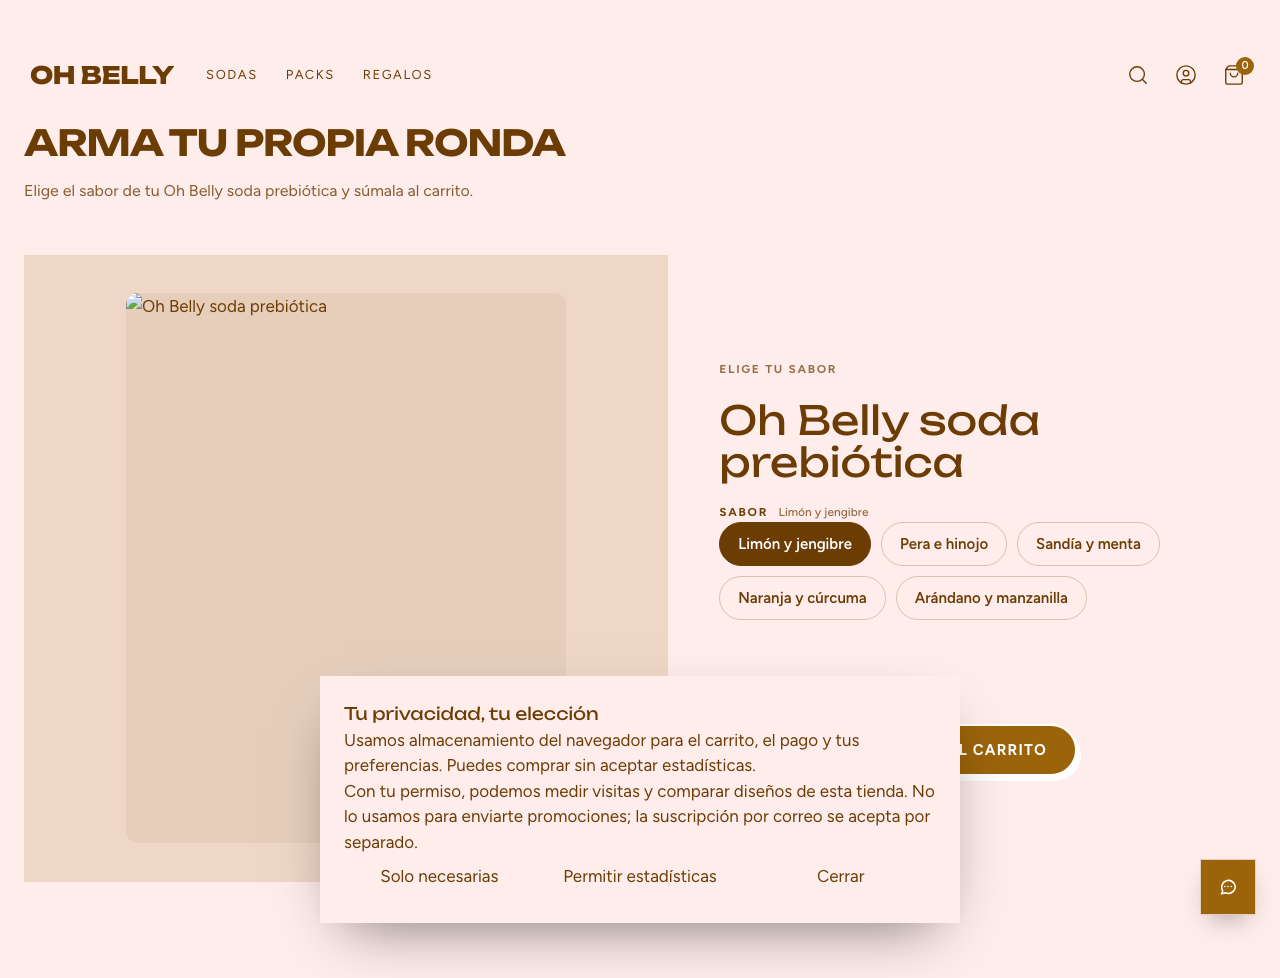 OH BELLY
SODAS
PACKS
REGALOS
0
ARMA TU PROPIA RONDA
Elige el sabor de tu Oh Belly soda prebiótica y súmala al carrito.
Oh Belly soda prebiótica
ELIGE TU SABOR
Oh Belly soda
prebiótica
SABOR Limón y jengibre
Limón y jengibre
Pera e hinojo
Sandía y menta
Naranja y cúrcuma
Arándano y manzanilla
L CARRITO
Tu privacidad, tu elección
Usamos almacenamiento del navegador para el carrito, el pago y tus
preferencias. Puedes comprar sin aceptar estadísticas.
Con tu permiso, podemos medir visitas y comparar diseños de esta tienda. No
lo usamos para enviarte promociones; la suscripción por correo se acepta por
separado.
Solo necesarias
Permitir estadísticas
Cerrar